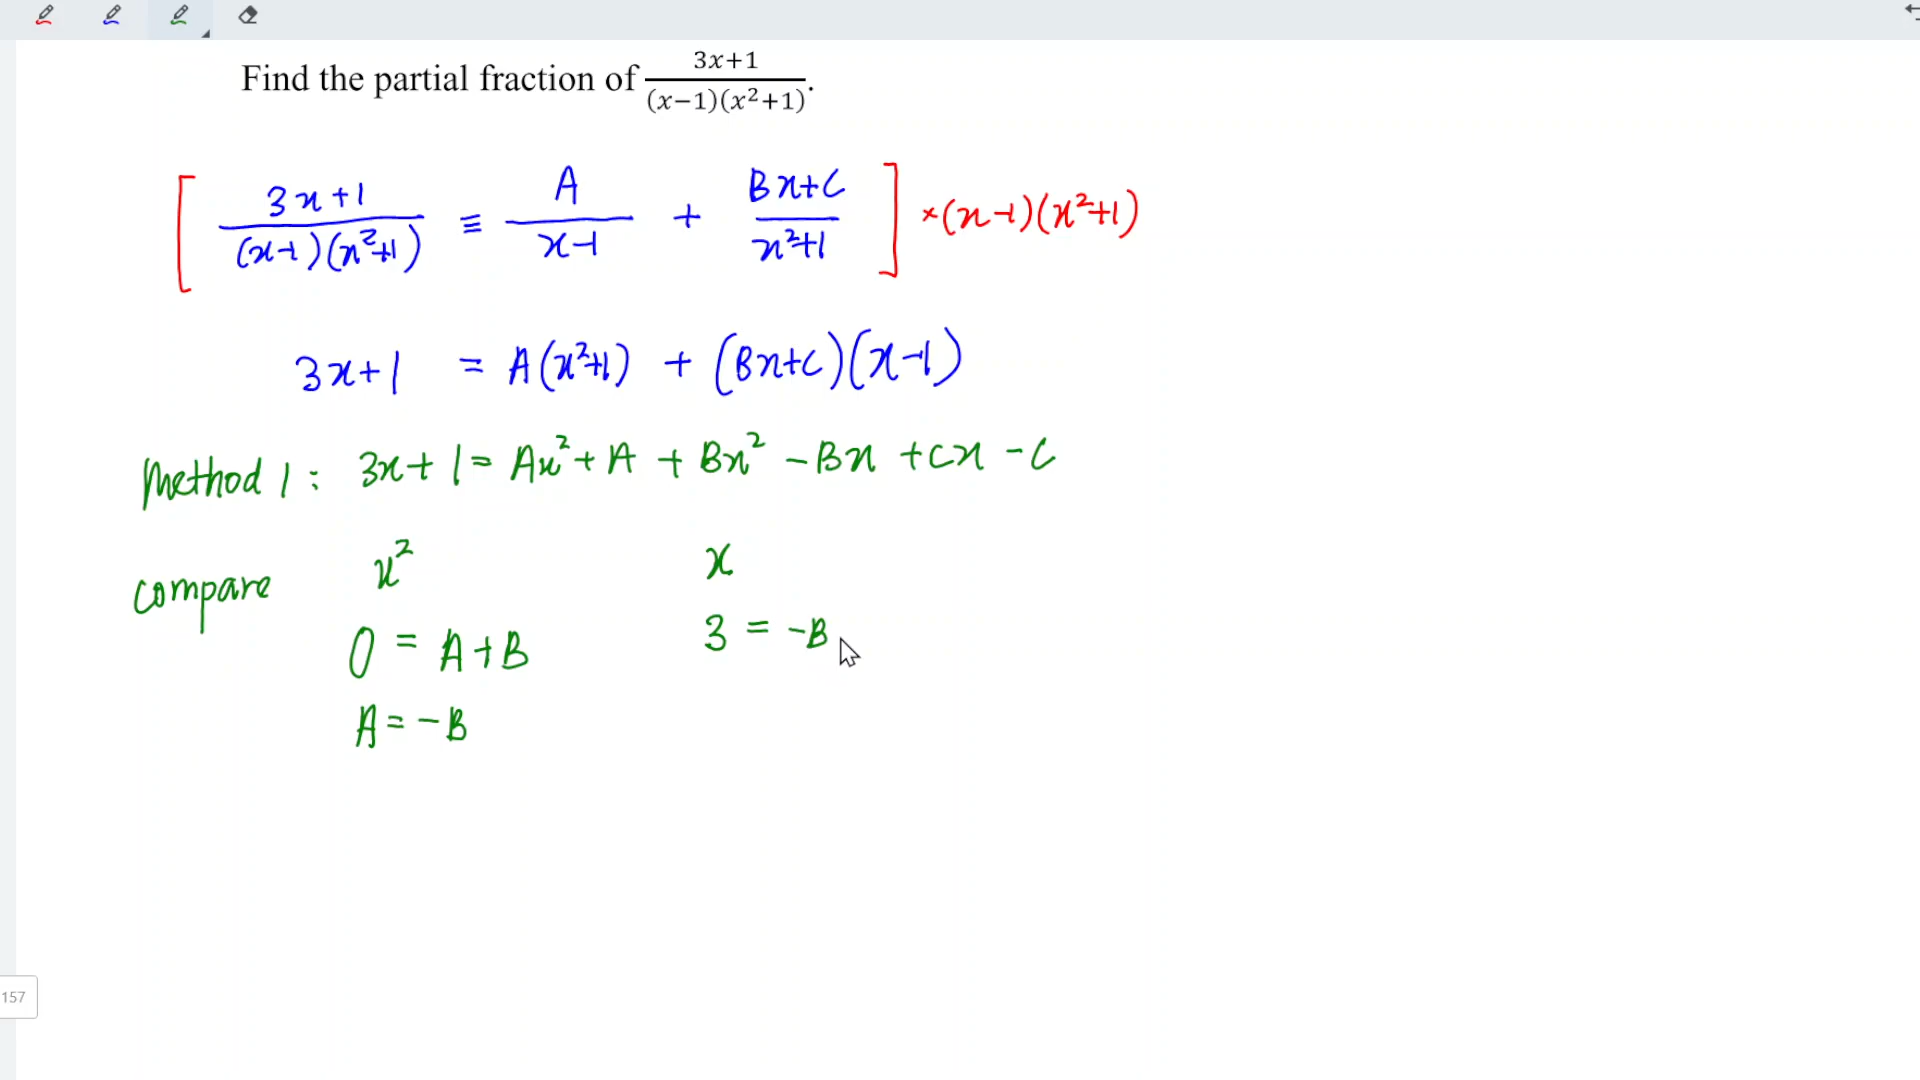 Find the partial fraction of (3x+1)/((x−1)(x²+1)).
[ (3x+1)/((x-1)(x²+1)) ≡ A/(x-1) + (Bx+C)/(x²+1) ] ×(x-1)(x²+1)
3x+1 = A(x²+1) + (Bx+C)(x-1)
Method 1: 3x+1 = Ax²+A + Bx² -Bx +Cx -C
compare x² x
0 = A+B 3 = -B
A = -B
157